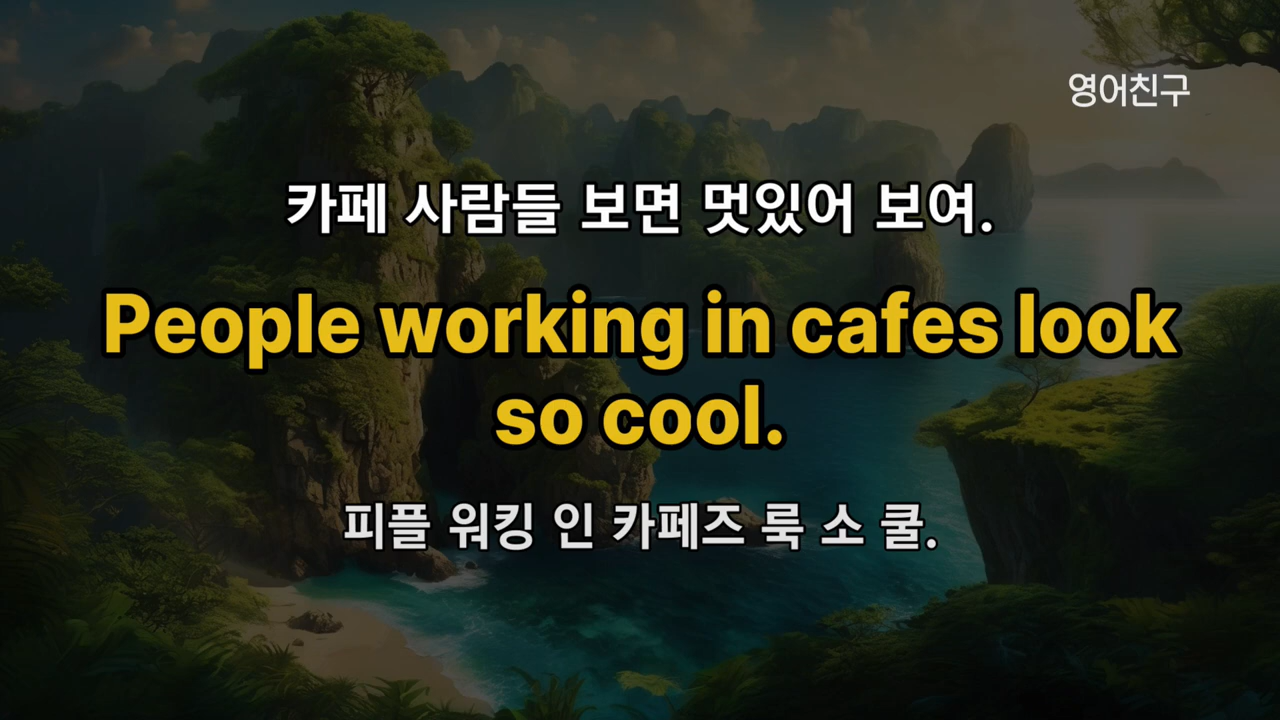 영어친구
카페 사람들 보면 멋있어 보여.
People working in cafes look
so cool.
피플 워킹 인 카페즈 룩 소 쿨.